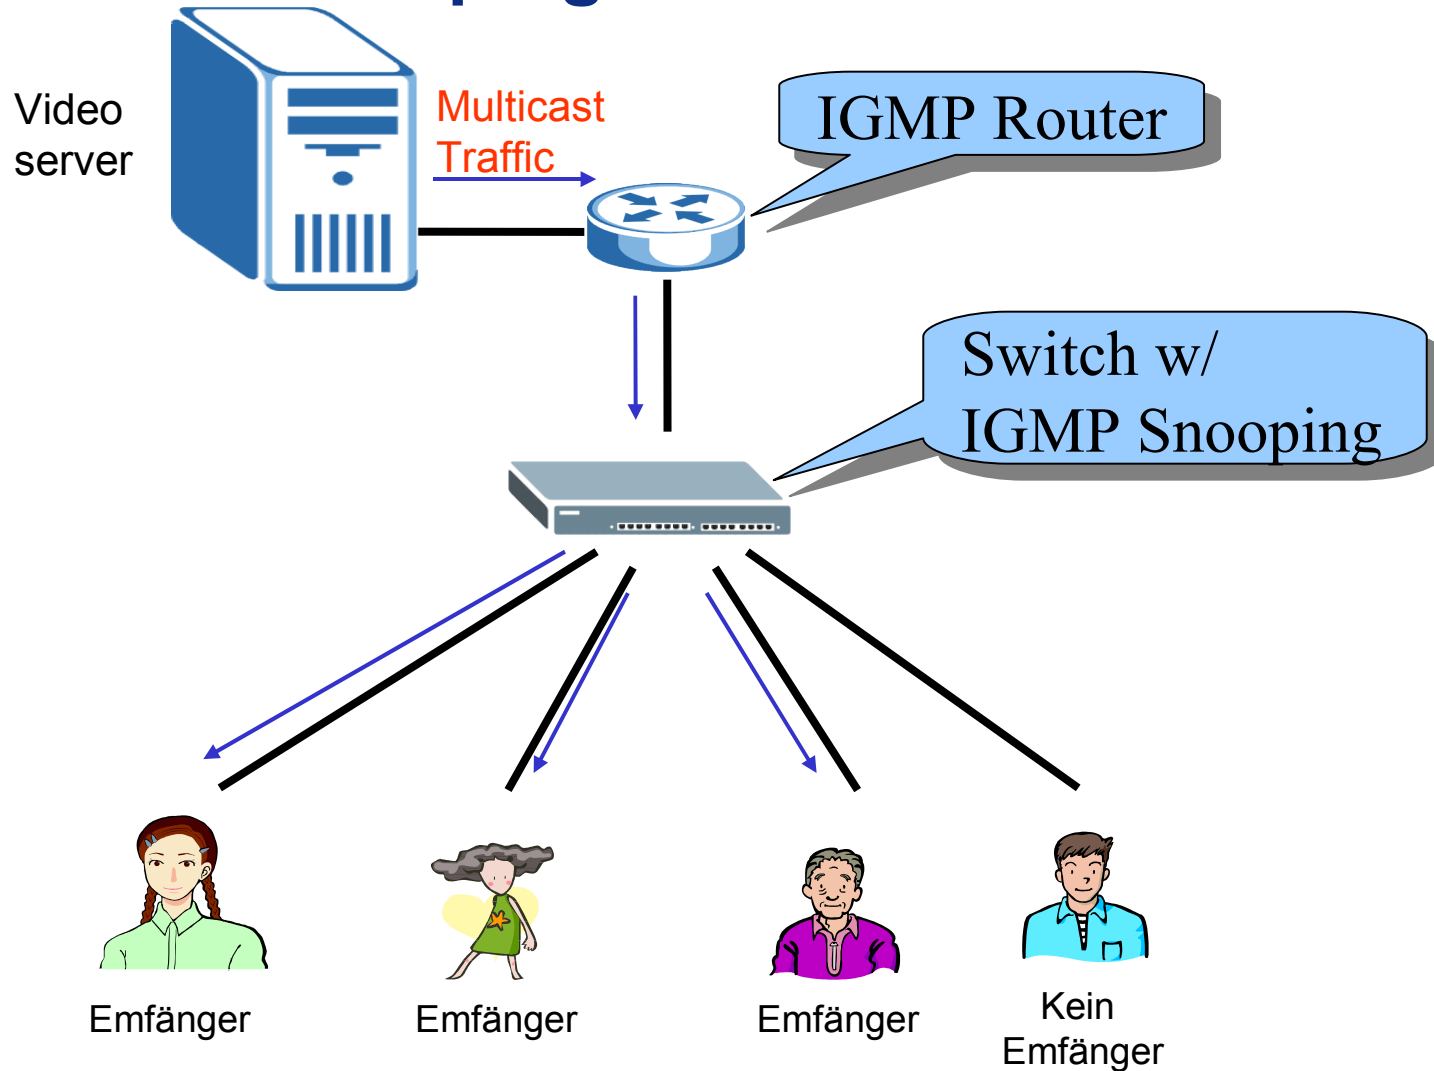 Video
server
Multicast
Traffic
IGMP Router
Switch w/
IGMP Snooping
Emfänger
Emfänger
Emfänger
Kein
Emfänger